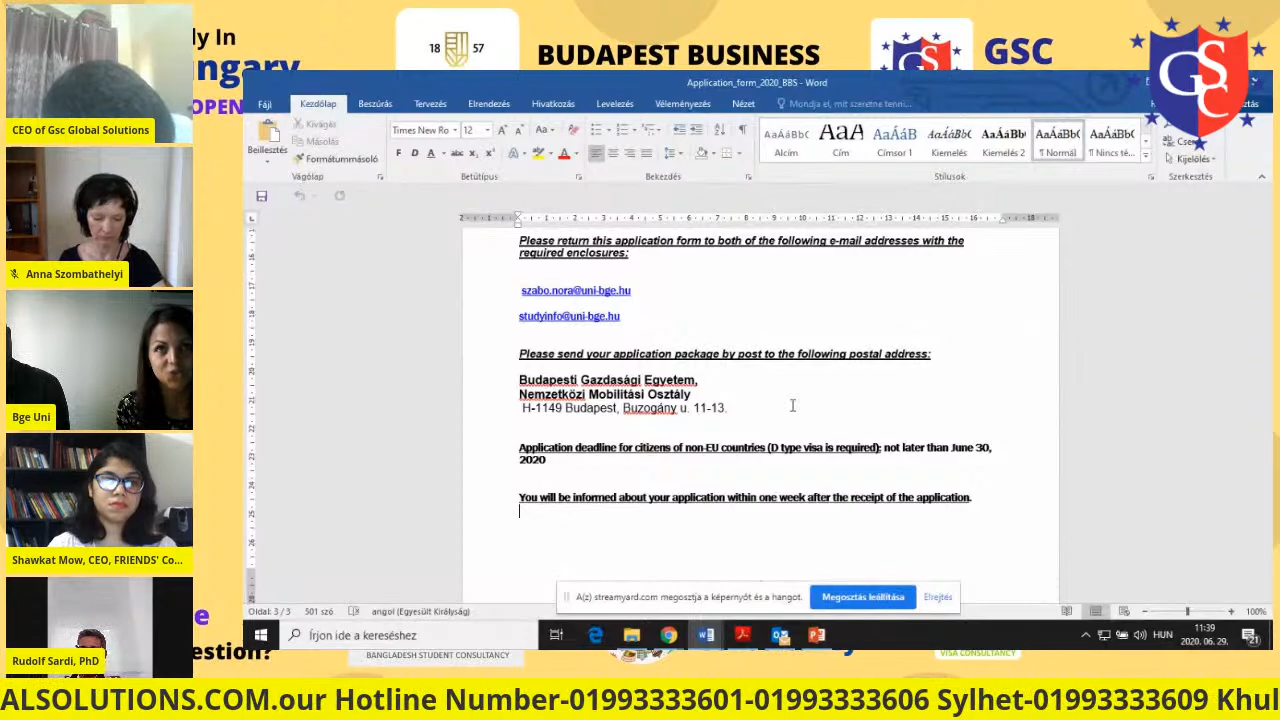 ly In
ngary
OPEN
18 57
BUDAPEST BUSINESS
GSC
GSC
CEO of Gsc Global Solutions
Anna Szombathelyi
Bge Uni
Shawkat Mow, CEO, FRIENDS' Co...
Rudolf Sardi, PhD
Application_form_2020_BBS - Word
Fájl
Kezdőlap
Beszúrás
Tervezés
Elrendezés
Hivatkozás
Levelezés
Véleményezés
Nézet
Mondja el, mit szeretne tenni...
Beillesztés
Kivágás
Másolás
Formátummásoló
Vágólap
Times New Ro
12
Betűtípus
Bekezdés
Alcím
Cím
Címsor 1
Kiemelés
Kiemelés 2
¶ Normál
¶ Nincs té...
Stílusok
Kijelölés
Szerkesztés
Please return this application form to both of the following e-mail addresses with the
required enclosures:
szabo.nora@uni-bge.hu
studyinfo@uni-bge.hu
Please send your application package by post to the following postal address:
Budapesti Gazdasági Egyetem,
Nemzetközi Mobilitási Osztály
H-1149 Budapest, Buzogány u. 11-13.
Application deadline for citizens of non-EU countries (D type visa is required): not later than June 30,
2020
You will be informed about your application within one week after the receipt of the application.
A(z) streamyard.com megosztja a képernyőt és a hangot.
Megosztás leállítása
Elrejtés
Oldal: 3 / 3
501 szó
angol (Egyesült Királyság)
100%
Írjon ide a kereséshez
HUN
11:39
2020. 06. 29.
21
e
estion?
BANGLADESH STUDENT CONSULTANCY
VISA CONSULTANCY
ALSOLUTIONS.COM.our Hotline Number-01993333601-01993333606 Sylhet-01993333609 Khul